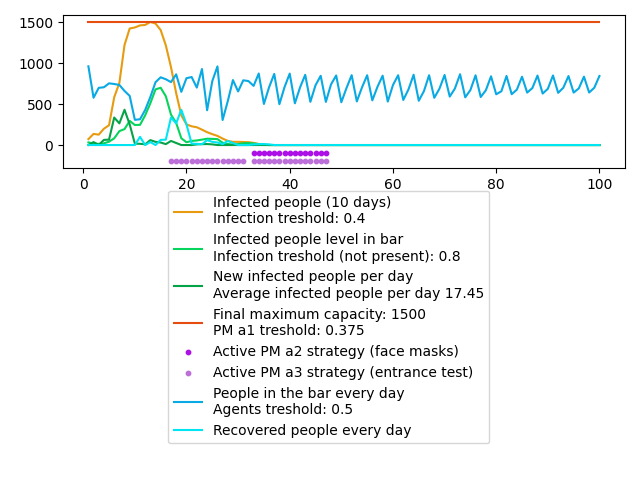 1500
1000
500
0
0
20
40
60
80
100
Infected people (10 days)
Infection treshold: 0.4
Infected people level in bar
Infection treshold (not present): 0.8
New infected people per day
Average infected people per day 17.45
Final maximum capacity: 1500
PM a1 treshold: 0.375
Active PM a2 strategy (face masks)
Active PM a3 strategy (entrance test)
People in the bar every day
Agents treshold: 0.5
Recovered people every day